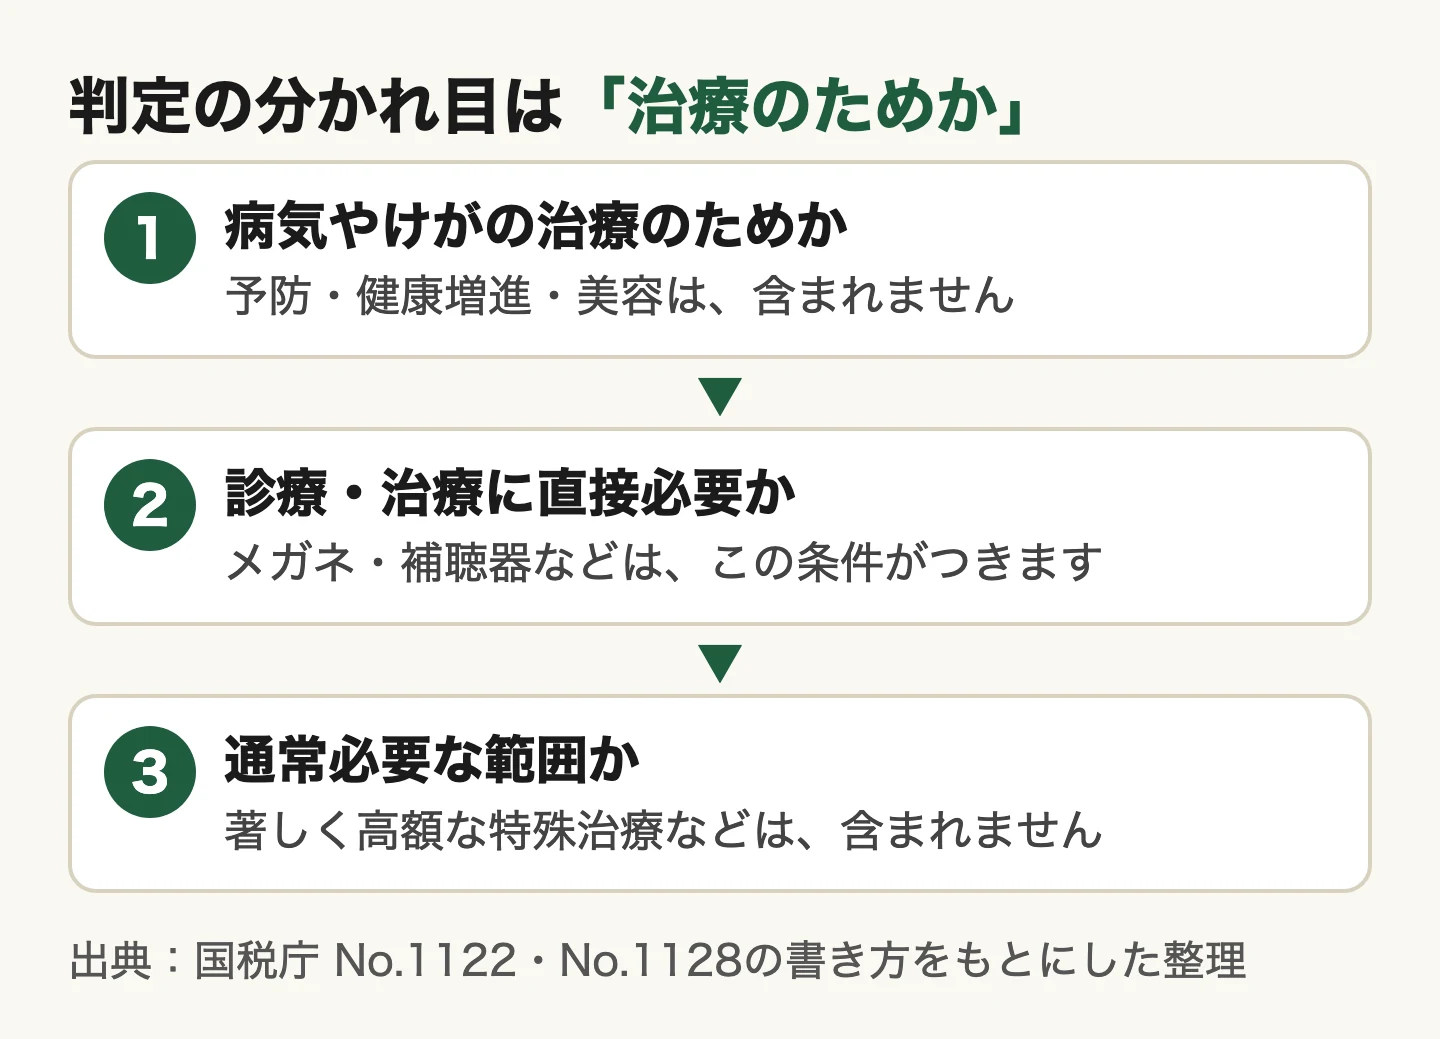 判定の分かれ目は「治療のためか」
1 病気やけがの治療のためか
予防・健康増進・美容は、含まれません
▼
2 診療・治療に直接必要か
メガネ・補聴器などは、この条件がつきます
▼
3 通常必要な範囲か
著しく高額な特殊治療などは、含まれません
出典：国税庁 No.1122・No.1128の書き方をもとにした整理